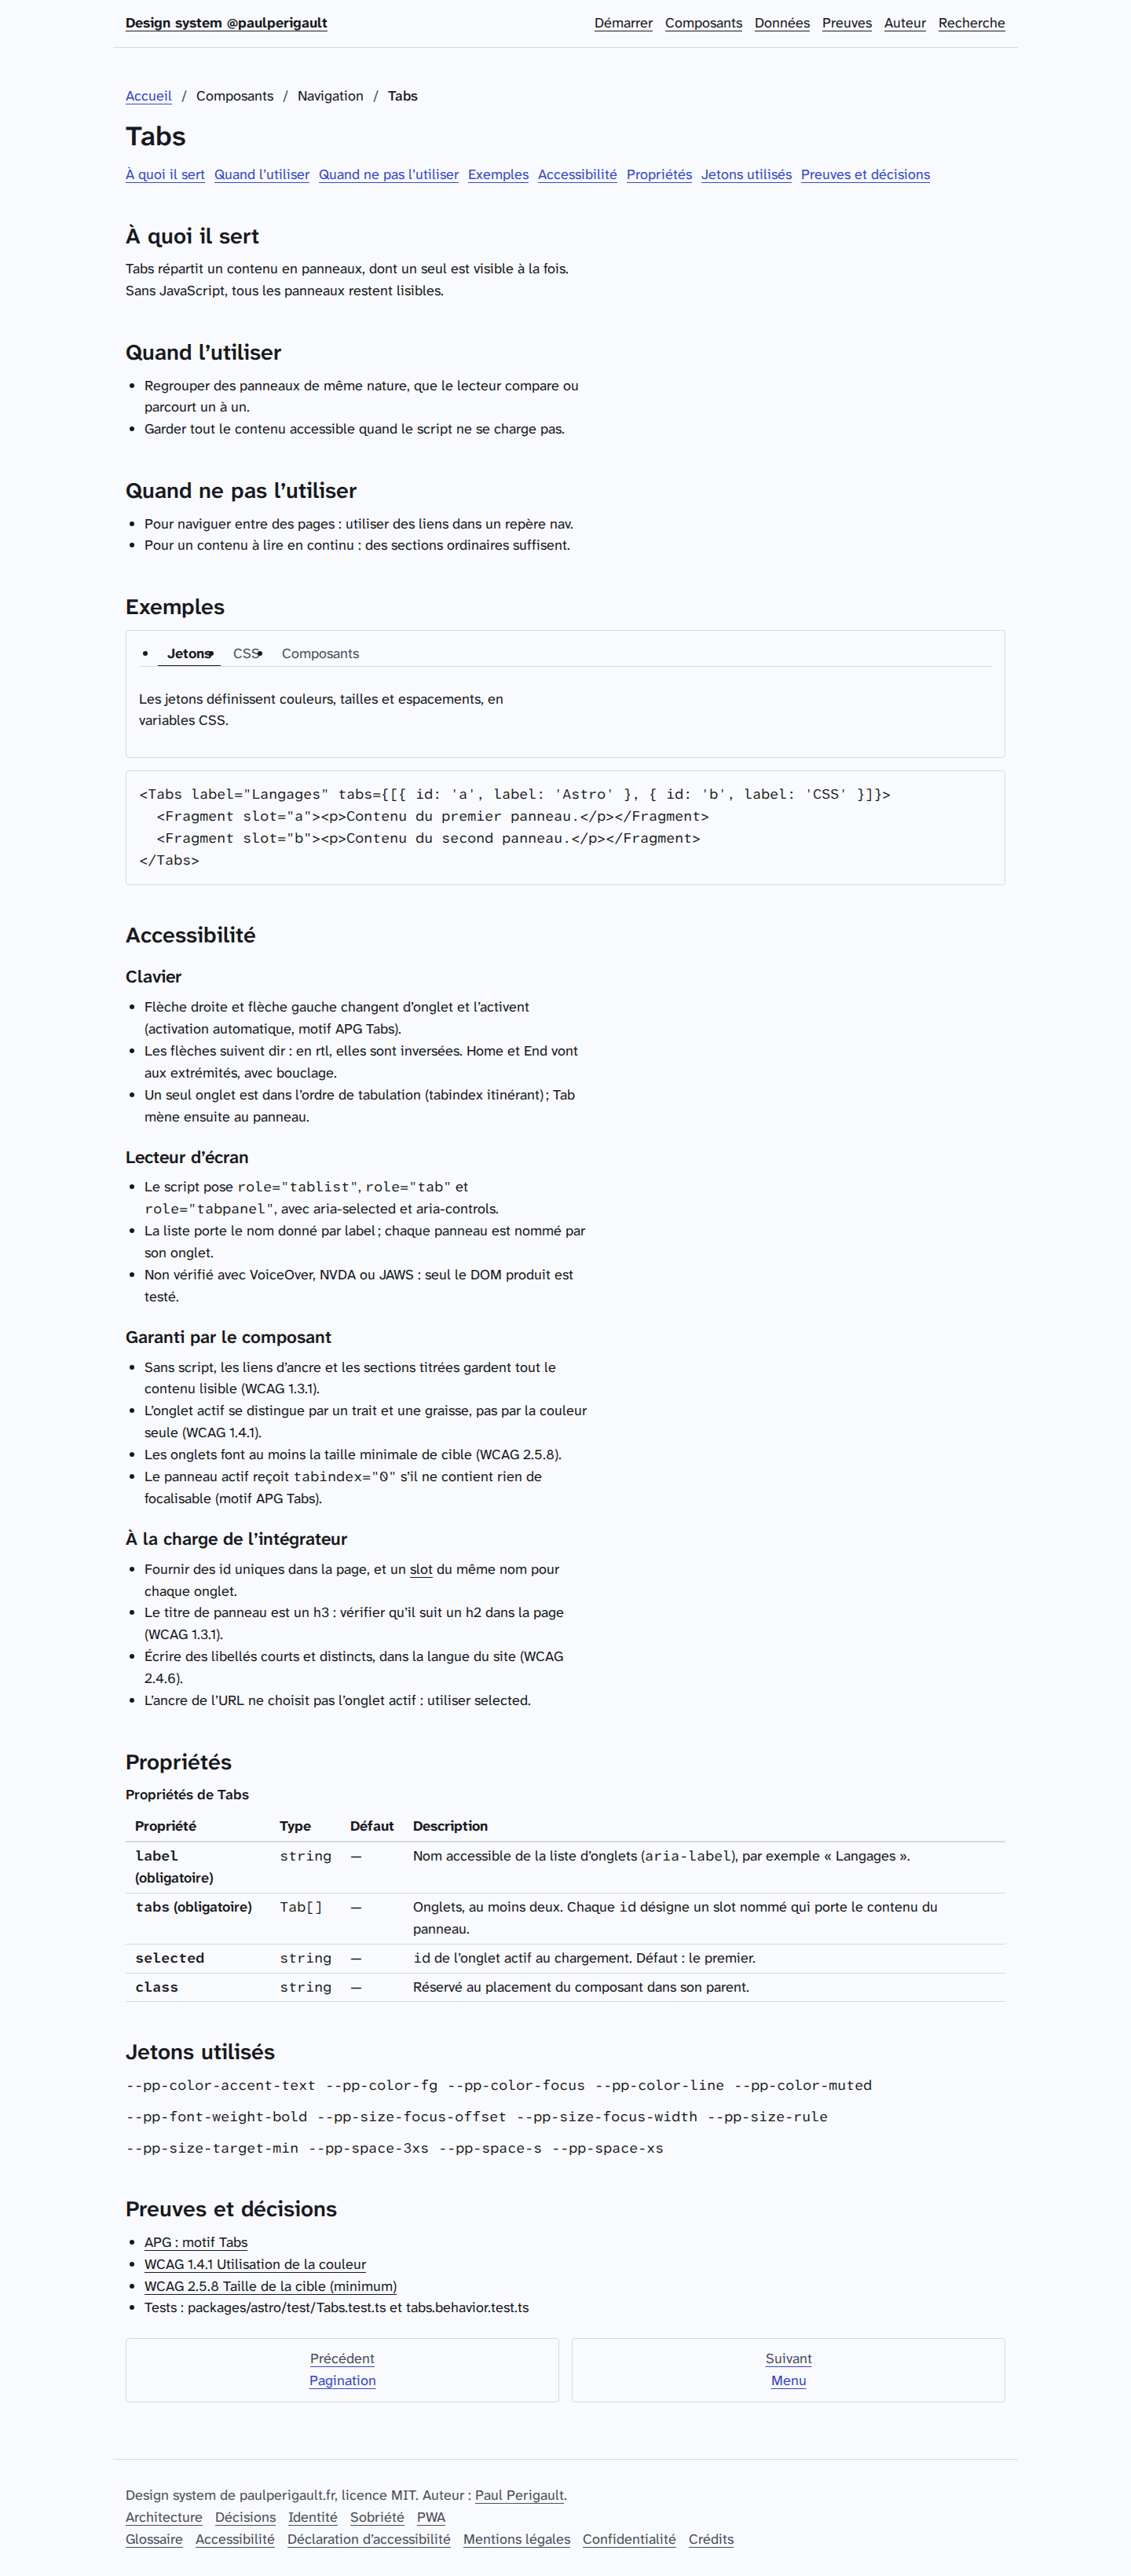 Design system @paulperigault
Démarrer Composants Données Preuves Auteur Recherche
Accueil / Composants / Navigation / Tabs
Tabs
À quoi il sert Quand l’utiliser Quand ne pas l’utiliser Exemples Accessibilité Propriétés Jetons utilisés Preuves et décisions
À quoi il sert
Tabs répartit un contenu en panneaux, dont un seul est visible à la fois.
Sans JavaScript, tous les panneaux restent lisibles.
Quand l’utiliser
• Regrouper des panneaux de même nature, que le lecteur compare ou
parcourt un à un.
• Garder tout le contenu accessible quand le script ne se charge pas.
Quand ne pas l’utiliser
• Pour naviguer entre des pages : utiliser des liens dans un repère nav.
• Pour un contenu à lire en continu : des sections ordinaires suffisent.
Exemples
• Jetons • CSS • Composants
Les jetons définissent couleurs, tailles et espacements, en
variables CSS.
<Tabs label="Langages" tabs={[{ id: 'a', label: 'Astro' }, { id: 'b', label: 'CSS' }]}>
  <Fragment slot="a"><p>Contenu du premier panneau.</p></Fragment>
  <Fragment slot="b"><p>Contenu du second panneau.</p></Fragment>
</Tabs>
Accessibilité
Clavier
• Flèche droite et flèche gauche changent d’onglet et l’activent
(activation automatique, motif APG Tabs).
• Les flèches suivent dir : en rtl, elles sont inversées. Home et End vont
aux extrémités, avec bouclage.
• Un seul onglet est dans l’ordre de tabulation (tabindex itinérant) ; Tab
mène ensuite au panneau.
Lecteur d’écran
• Le script pose role="tablist", role="tab" et
role="tabpanel", avec aria-selected et aria-controls.
• La liste porte le nom donné par label ; chaque panneau est nommé par
son onglet.
• Non vérifié avec VoiceOver, NVDA ou JAWS : seul le DOM produit est
testé.
Garanti par le composant
• Sans script, les liens d’ancre et les sections titrées gardent tout le
contenu lisible (WCAG 1.3.1).
• L’onglet actif se distingue par un trait et une graisse, pas par la couleur
seule (WCAG 1.4.1).
• Les onglets font au moins la taille minimale de cible (WCAG 2.5.8).
• Le panneau actif reçoit tabindex="0" s’il ne contient rien de
focalisable (motif APG Tabs).
À la charge de l’intégrateur
• Fournir des id uniques dans la page, et un slot du même nom pour
chaque onglet.
• Le titre de panneau est un h3 : vérifier qu’il suit un h2 dans la page
(WCAG 1.3.1).
• Écrire des libellés courts et distincts, dans la langue du site (WCAG
2.4.6).
• L’ancre de l’URL ne choisit pas l’onglet actif : utiliser selected.
Propriétés
Propriétés de Tabs
Propriété Type Défaut Description
label (obligatoire) string — Nom accessible de la liste d’onglets (aria-label), par exemple « Langages ».
tabs (obligatoire) Tab[] — Onglets, au moins deux. Chaque id désigne un slot nommé qui porte le contenu du
panneau.
selected string — id de l’onglet actif au chargement. Défaut : le premier.
class string — Réservé au placement du composant dans son parent.
Jetons utilisés
--pp-color-accent-text --pp-color-fg --pp-color-focus --pp-color-line --pp-color-muted
--pp-font-weight-bold --pp-size-focus-offset --pp-size-focus-width --pp-size-rule
--pp-size-target-min --pp-space-3xs --pp-space-s --pp-space-xs
Preuves et décisions
• APG : motif Tabs
• WCAG 1.4.1 Utilisation de la couleur
• WCAG 2.5.8 Taille de la cible (minimum)
• Tests : packages/astro/test/Tabs.test.ts et tabs.behavior.test.ts
Précédent
Pagination
Suivant
Menu
Design system de paulperigault.fr, licence MIT. Auteur : Paul Perigault.
Architecture Décisions Identité Sobriété PWA
Glossaire Accessibilité Déclaration d’accessibilité Mentions légales Confidentialité Crédits